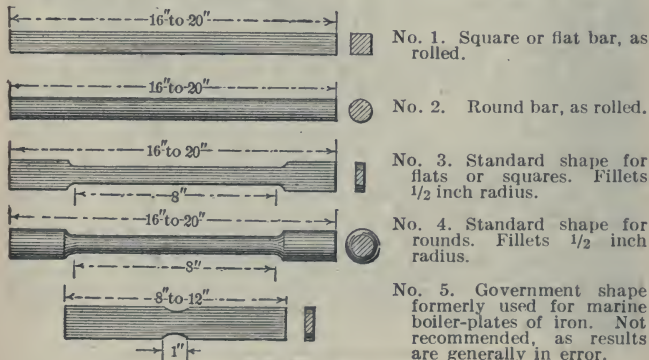 16"to 20"
No. 1. Square or flat bar, as
rolled.
16"to 20"
No. 2. Round bar, as rolled.
16"to 20"
8"
No. 3. Standard shape for
flats or squares. Fillets
1/2 inch radius.
16"to 20"
8"
No. 4. Standard shape for
rounds. Fillets 1/2 inch
radius.
8"to 12"
1"
No. 5. Government shape
formerly used for marine
boiler-plates of iron. Not
recommended, as results
are generally in error.